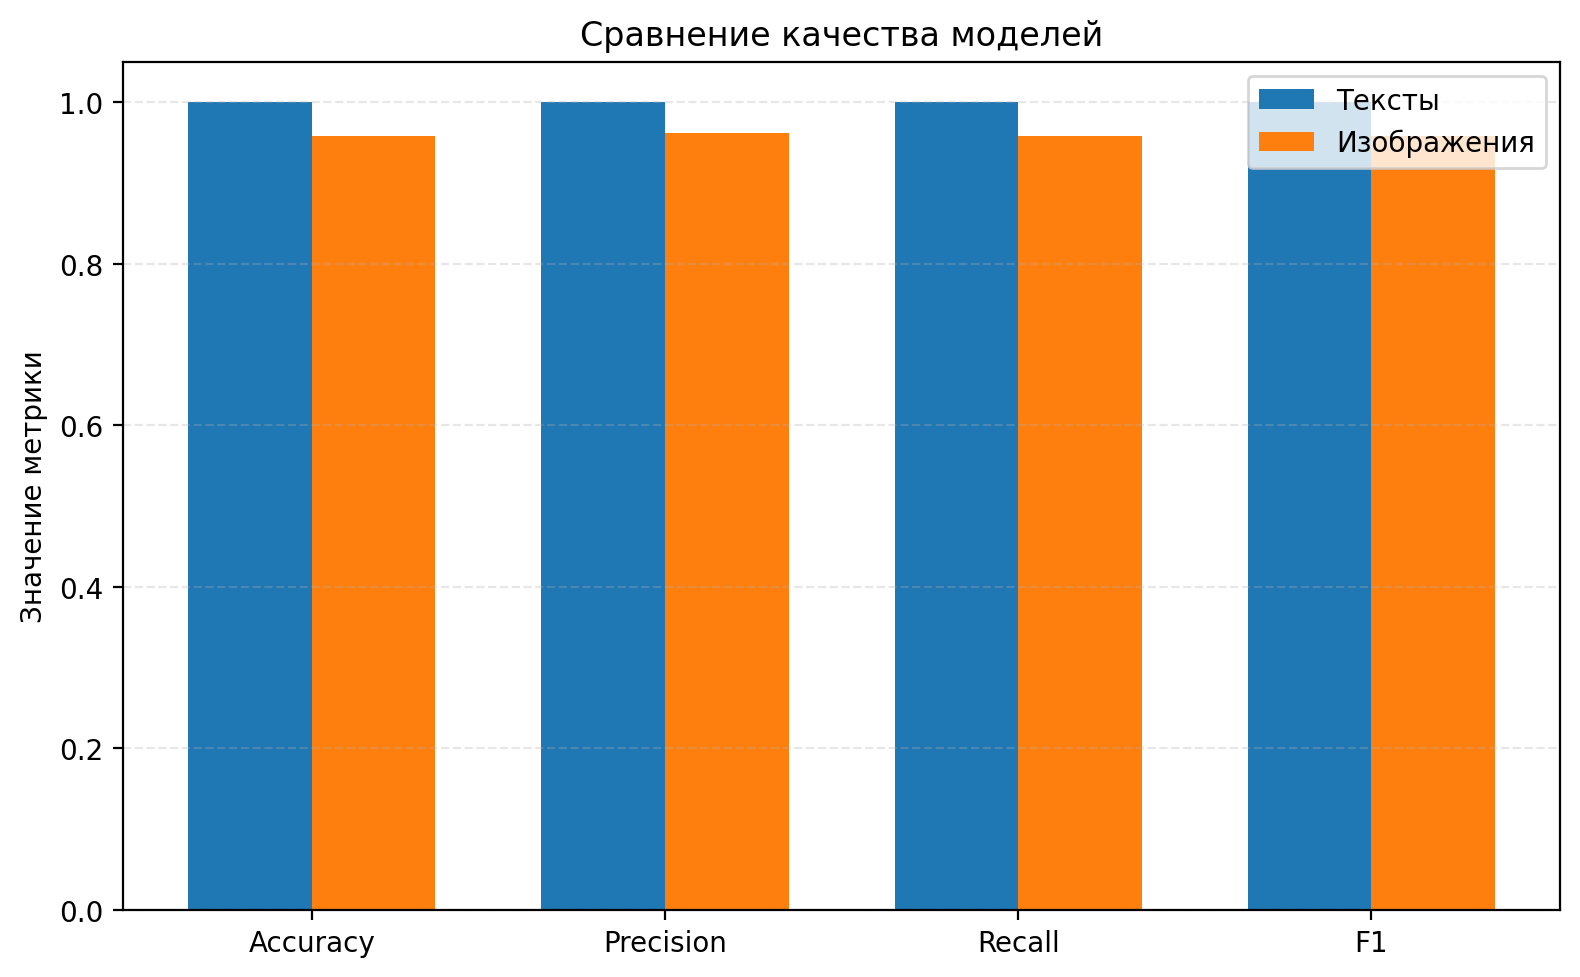 Сравнение качества моделей
Значение метрики
1.0
0.8
0.6
0.4
0.2
0.0
Accuracy
Precision
Recall
F1
Тексты
Изображения